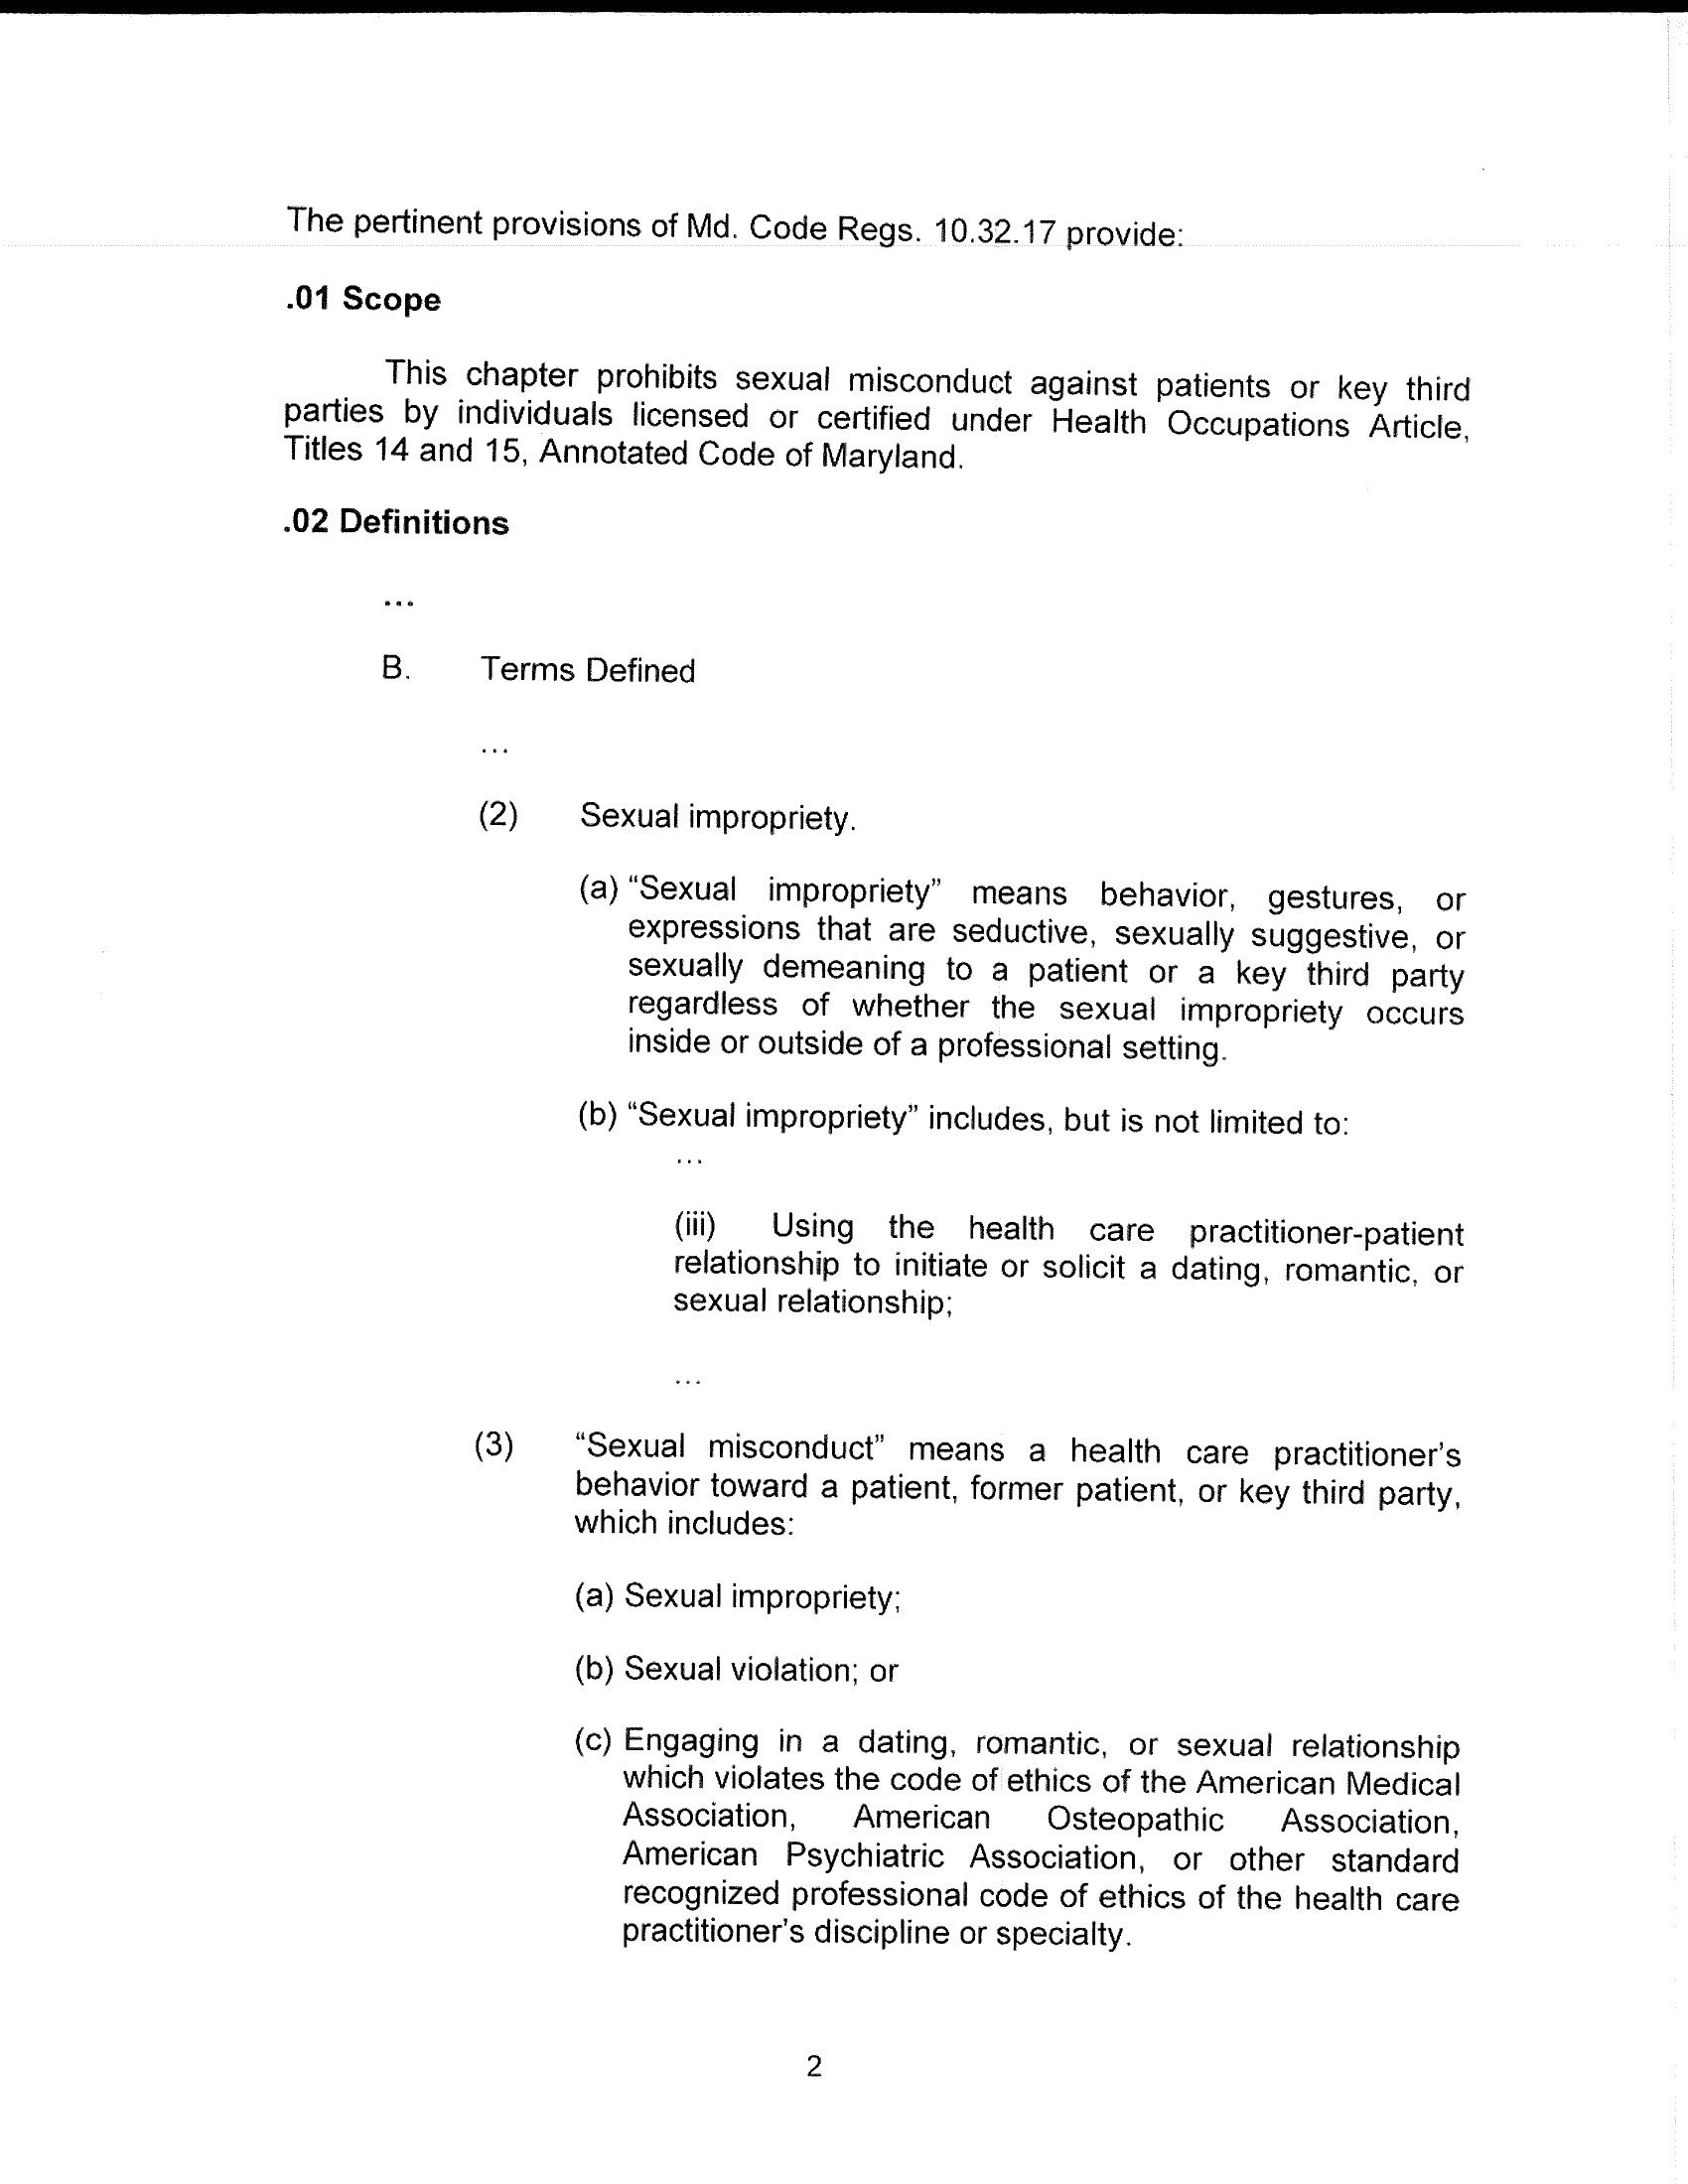 The pertinent provisions of Md. Code Regs. 10.32.17 provide:
.01 Scope
This chapter prohibits sexual misconduct against patients or key third
parties by individuals licensed or certified under Health Occupations Article,
Titles 14 and 15, Annotated Code of Maryland.
.02 Definitions
...
B. Terms Defined
...
(2) Sexual impropriety.
(a) “Sexual impropriety” means behavior, gestures, or
expressions that are seductive, sexually suggestive, or
sexually demeaning to a patient or a key third party
regardless of whether the sexual impropriety occurs
inside or outside of a professional setting.
(b) “Sexual impropriety” includes, but is not limited to:
...
(iii) Using the health care practitioner-patient
relationship to initiate or solicit a dating, romantic, or
sexual relationship;
...
(3) “Sexual misconduct” means a health care practitioner’s
behavior toward a patient, former patient, or key third party,
which includes:
(a) Sexual impropriety;
(b) Sexual violation; or
(c) Engaging in a dating, romantic, or sexual relationship
which violates the code of ethics of the American Medical
Association, American Osteopathic Association,
American Psychiatric Association, or other standard
recognized professional code of ethics of the health care
practitioner’s discipline or specialty.
2